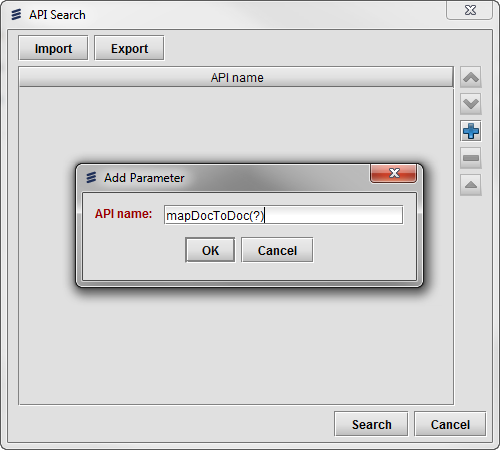 API Search
Import Export
API name
Add Parameter
API name: mapDocToDoc(?)
OK Cancel
Search Cancel